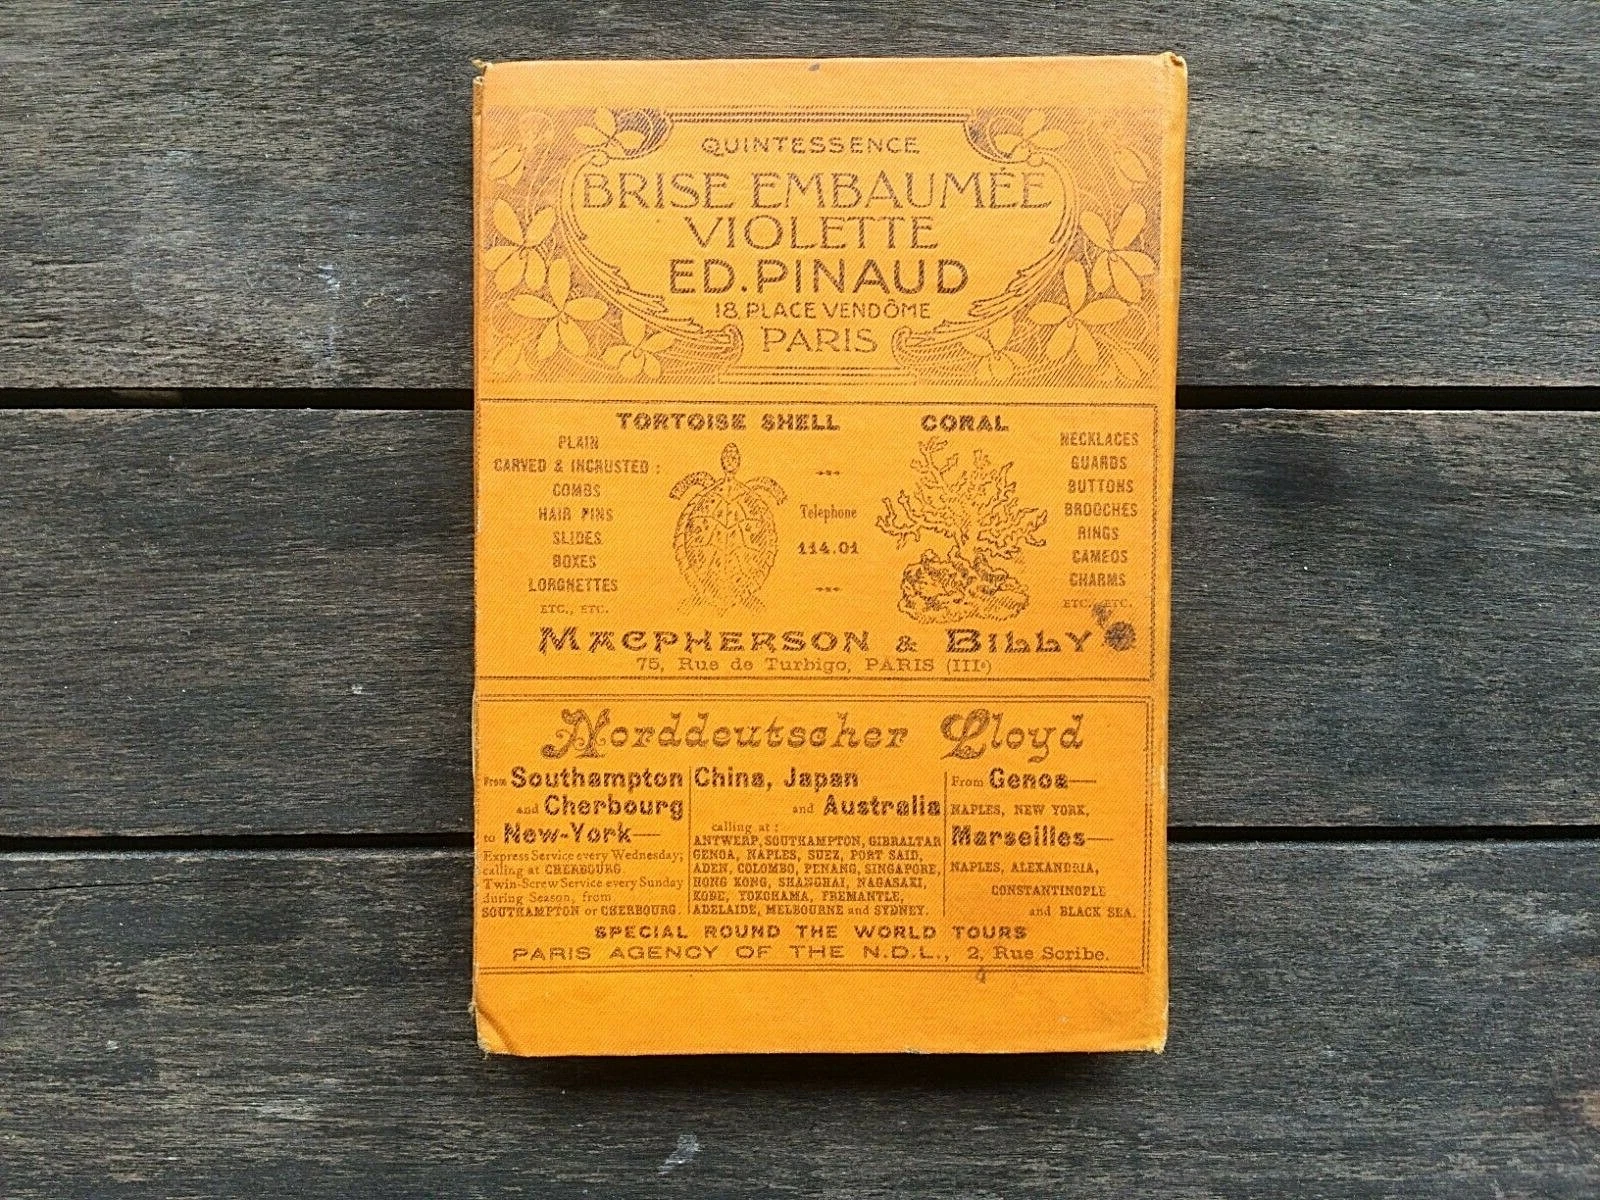 QUINTESSENCE
BRISE EMBAUMÉE
VIOLETTE
ED. PINAUD
18, PLACE VENDÔME
PARIS
TORTOISE SHELL
PLAIN
CARVED & INCRUSTED :
COMBS
HAIR PINS
SLIDES
BOXES
LORGNETTES
ETC., ETC.
Telephone
114.01
CORAL
NECKLACES
GUARDS
BUTTONS
BROOCHES
RINGS
CAMEOS
CHARMS
ETC., ETC.
MACPHERSON & BILLY
75, Rue de Turbigo, PARIS (IIIe)
Norddeutscher Lloyd
From Southampton
and Cherbourg
to New-York—
Express Service every Wednesday;
calling at CHERBOURG.
Twin-Screw Service every Sunday
during Season, from
SOUTHAMPTON or CHERBOURG.
China, Japan
and Australia
calling at :
ANTWERP, SOUTHAMPTON, GIBRALTAR
GENOA, NAPLES, SUEZ, PORT SAID,
ADEN, COLOMBO, PENANG, SINGAPORE,
HONG KONG, SHANGHAI, NAGASAKI,
KOBE, YOKOHAMA, FREMANTLE,
ADELAIDE, MELBOURNE and SYDNEY.
From Genoa—
NAPLES, NEW YORK,
Marseilles—
NAPLES, ALEXANDRIA,
CONSTANTINOPLE
and BLACK SEA.
SPECIAL ROUND THE WORLD TOURS
PARIS AGENCY OF THE N.D.L., 2, Rue Scribe.